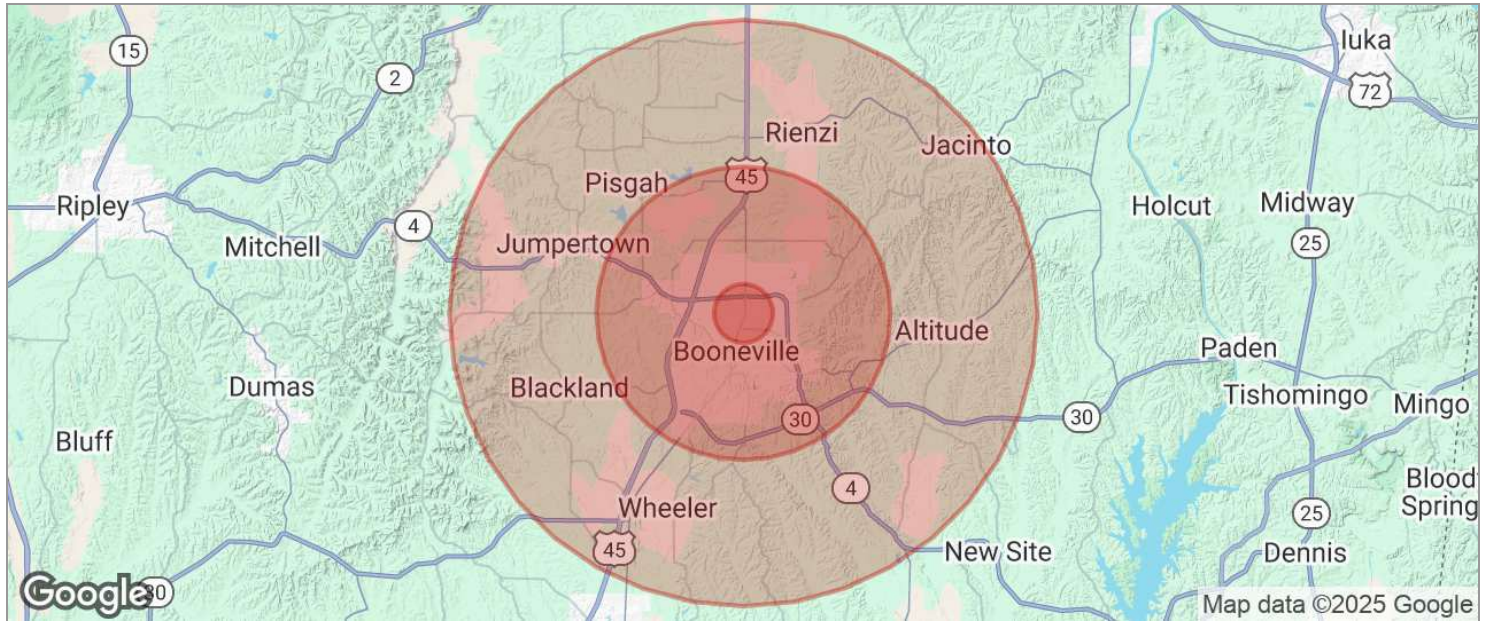 Iuka
15
2
72
Rienzi
Jacinto
45
Pisgah
Ripley
Holcut
Midway
4
Mitchell
Jumpertown
25
Altitude
Booneville
Paden
Dumas
Blackland
Tishomingo
Mingo
30
30
Bluff
4
Bloody
Spring
Wheeler
25
45
New Site
Dennis
Google
30
Map data ©2025 Google